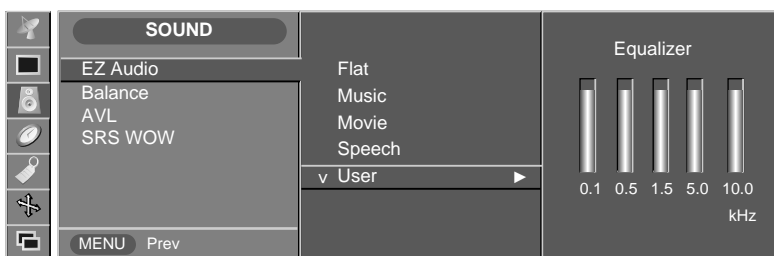 SOUND
EZ Audio
Balance
AVL
SRS WOW
MENU Prev
Flat
Music
Movie
Speech
v User ►
Equalizer
0.1 0.5 1.5 5.0 10.0
kHz